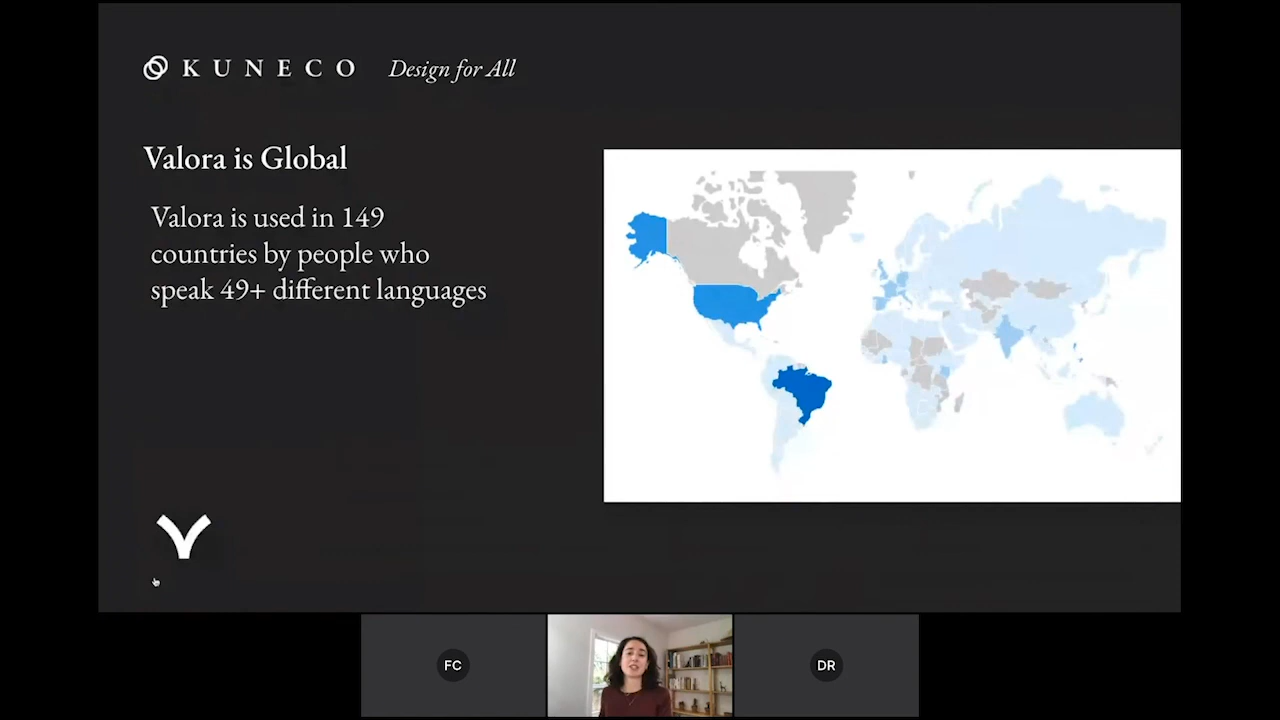 KUNECO Design for All
Valora is Global
Valora is used in 149
countries by people who
speak 49+ different languages
FC
DR